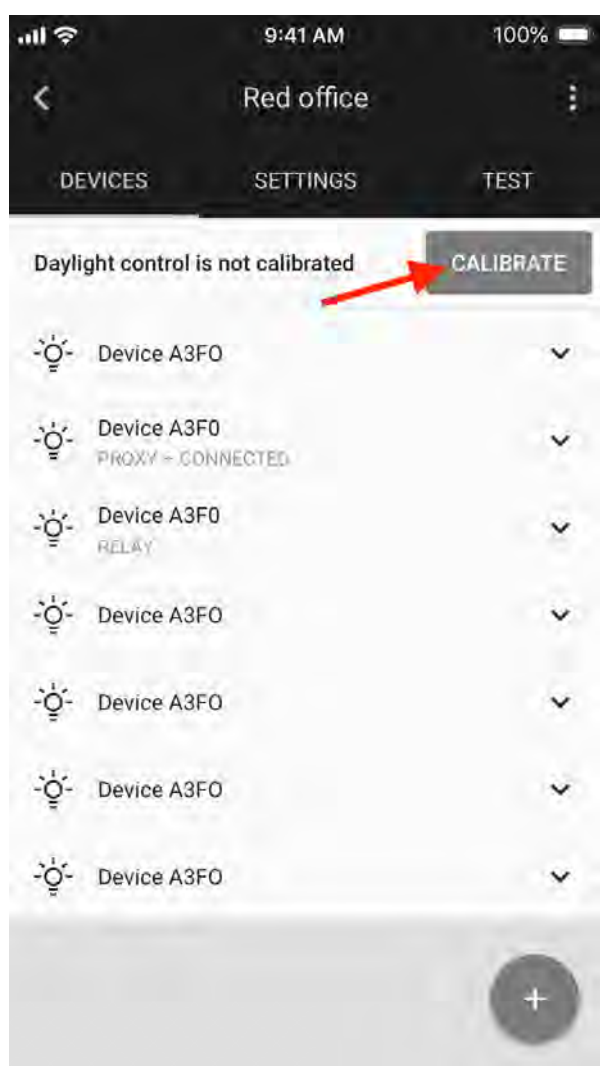 9:41 AM 100%
Red office
DEVICES SETTINGS TEST
Daylight control is not calibrated CALIBRATE
Device A3FO
Device A3F0
PROXY – CONNECTED
Device A3F0
RELAY
Device A3FO
Device A3FO
Device A3FO
Device A3FO
+